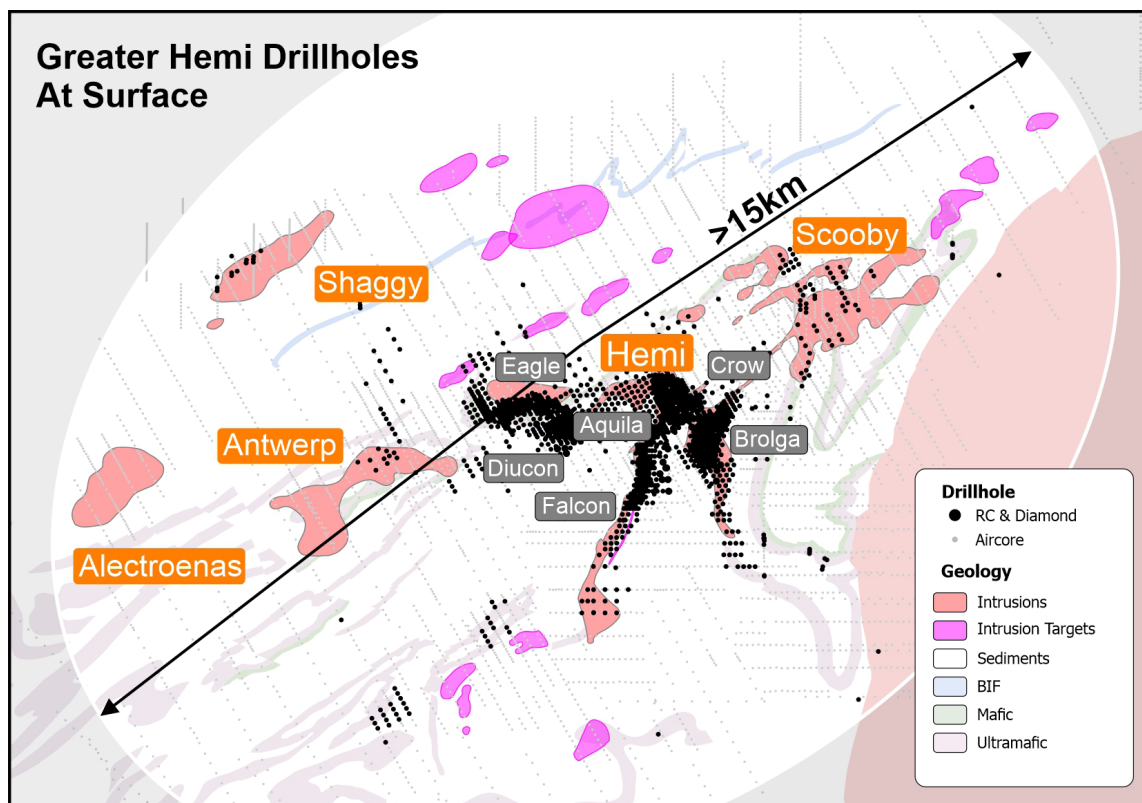 Greater Hemi Drillholes
At Surface
>15km
Scooby
Shaggy
Hemi
Eagle
Crow
Aquila
Brolga
Antwerp
Diucon
Falcon
Alectroenas
Drillhole
RC & Diamond
Aircore
Geology
Intrusions
Intrusion Targets
Sediments
BIF
Mafic
Ultramafic